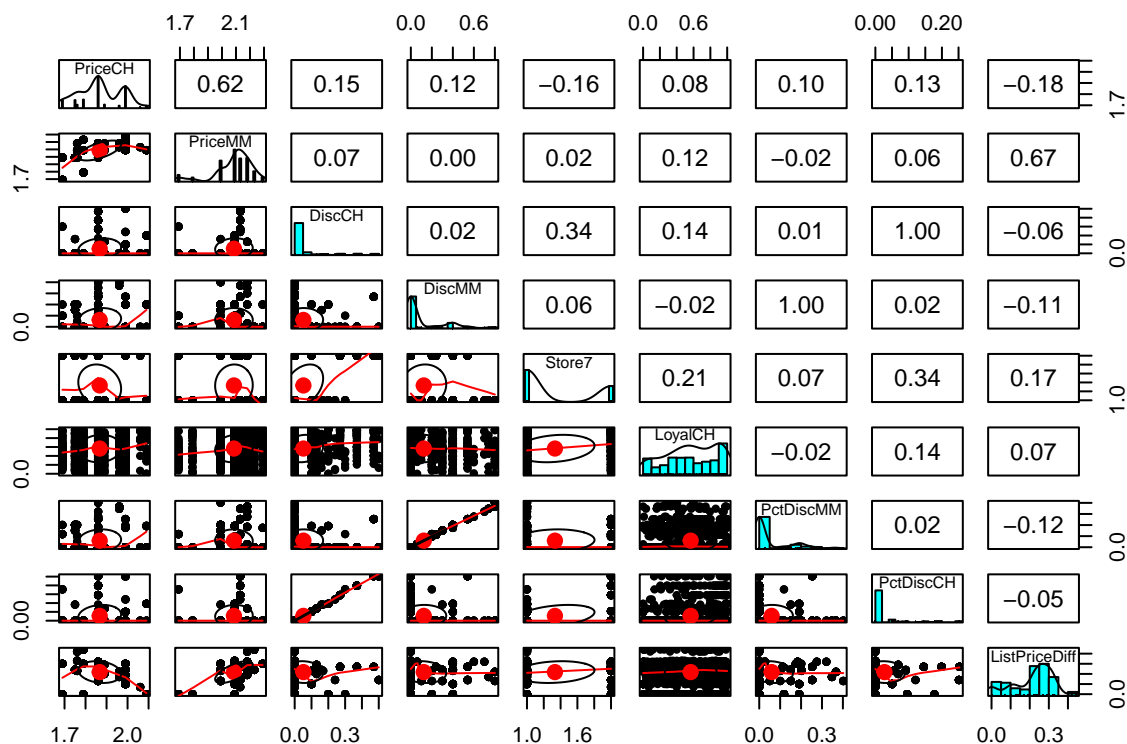 1.7 2.1 0.0 0.6 0.0 0.6 0.00 0.20
PriceCH 0.62 0.15 0.12 −0.16 0.08 0.10 0.13 −0.18 1.7
1.7 PriceMM 0.07 0.00 0.02 0.12 −0.02 0.06 0.67
DiscCH 0.02 0.34 0.14 0.01 1.00 −0.06 0.0
0.0 DiscMM 0.06 −0.02 1.00 0.02 −0.11
Store7 0.21 0.07 0.34 0.17 1.0
0.0 LoyalCH −0.02 0.14 0.07
PctDiscMM 0.02 −0.12 0.0
0.00 PctDiscCH −0.05
ListPriceDiff 0.0
1.7 2.0 0.0 0.3 1.0 1.6 0.0 0.3 0.0 0.3